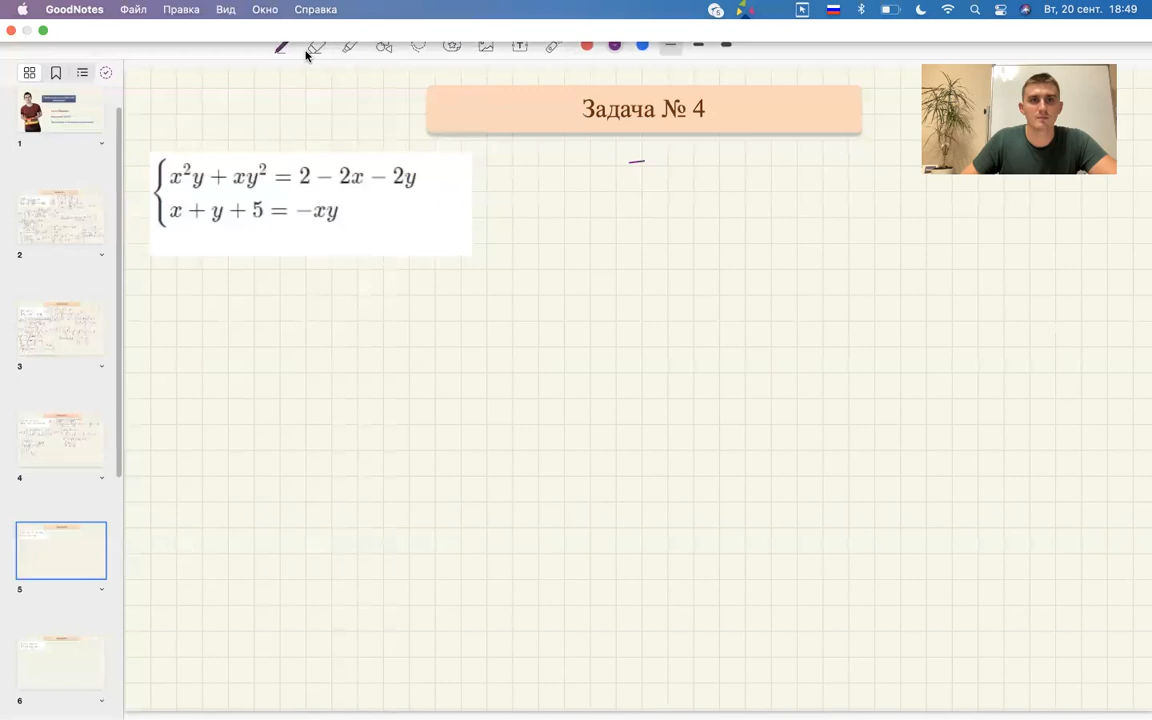 GoodNotes Файл Правка Вид Окно Справка Вт, 20 сент. 18:49
Задача № 4
x²y + xy² = 2 − 2x − 2y
x + y + 5 = −xy
1
2
3
4
5
6